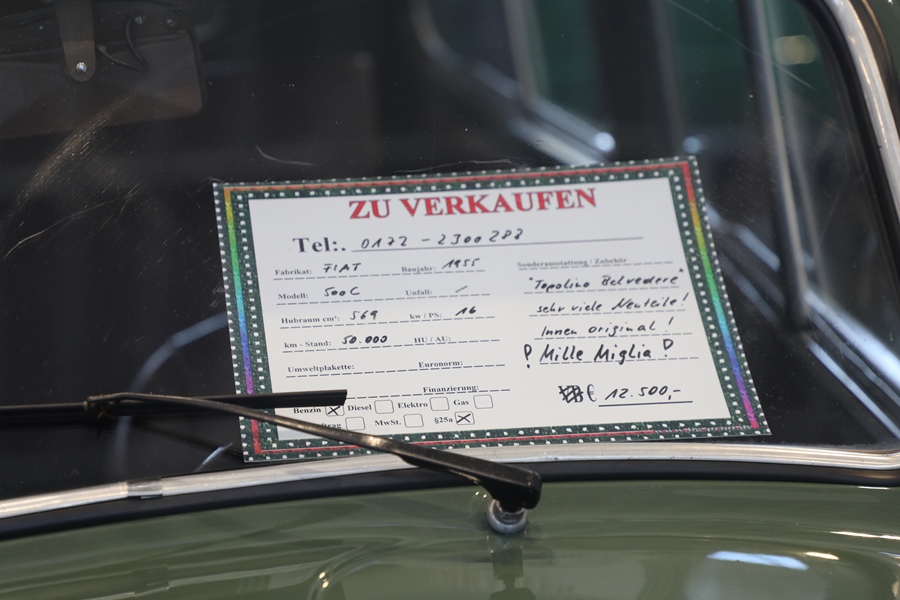 ZU VERKAUFEN
Tel:. 0172 - 2300288
Fabrikat: FIAT Baujahr: 1955
Modell: 500C Unfall: /
Hubraum cm³: 569 kw / PS: 16
km - Stand: 50.000 HU / AU:
Umweltplakette: Euronorm:
Finanzierung:
Benzin Diesel Elektro Gas
MwSt. §25a
Sonderausstattung / Zubehör
"Topolino Belvedere"
sehr viele Neuteile!
Innen original!
! Mille Miglia !
€ 12.500,-